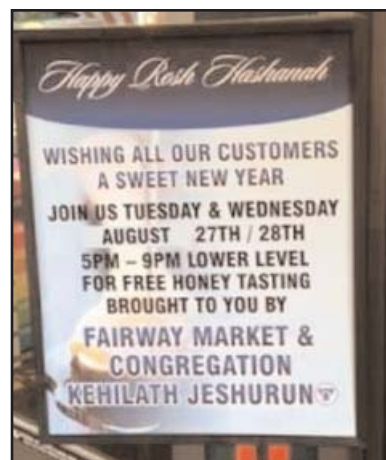 Happy Rosh Hashanah
WISHING ALL OUR CUSTOMERS
A SWEET NEW YEAR
JOIN US TUESDAY & WEDNESDAY
AUGUST 27TH / 28TH
5PM – 9PM LOWER LEVEL
FOR FREE HONEY TASTING
BROUGHT TO YOU BY
FAIRWAY MARKET &
CONGREGATION
KEHILATH JESHURUN